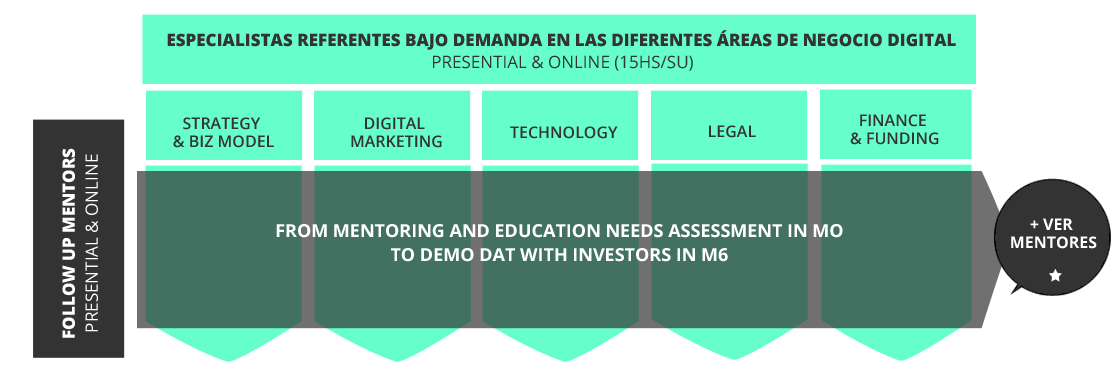 ESPECIALISTAS REFERENTES BAJO DEMANDA EN LAS DIFERENTES ÁREAS DE NEGOCIO DIGITAL
PRESENTIAL & ONLINE (15HS/SU)
STRATEGY
& BIZ MODEL
DIGITAL
MARKETING
TECHNOLOGY
LEGAL
FINANCE
& FUNDING
FOLLOW UP MENTORS
PRESENTIAL & ONLINE
FROM MENTORING AND EDUCATION NEEDS ASSESSMENT IN MO
TO DEMO DAT WITH INVESTORS IN M6
+ VER
MENTORES